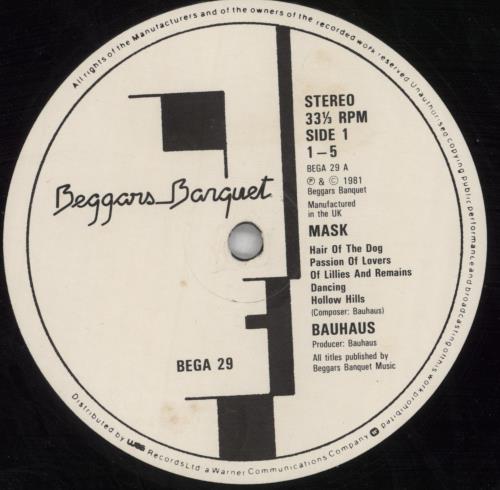 All rights of the Manufacturers and of the owners of the recorded work reserved Unauthorised copying public performance and broadcasting of this work prohibited
Beggars Banquet
STEREO
33⅓ RPM
SIDE 1
1–5
BEGA 29 A
℗ & © 1981
Beggars Banquet
Manufactured
in the UK
MASK
Hair Of The Dog
Passion Of Lovers
Of Lillies And Remains
Dancing
Hollow Hills
(Composer: Bauhaus)
BAUHAUS
Producer: Bauhaus
All titles published by
Beggars Banquet Music
BEGA 29
Distributed by wea Records Ltd a Warner Communications Company